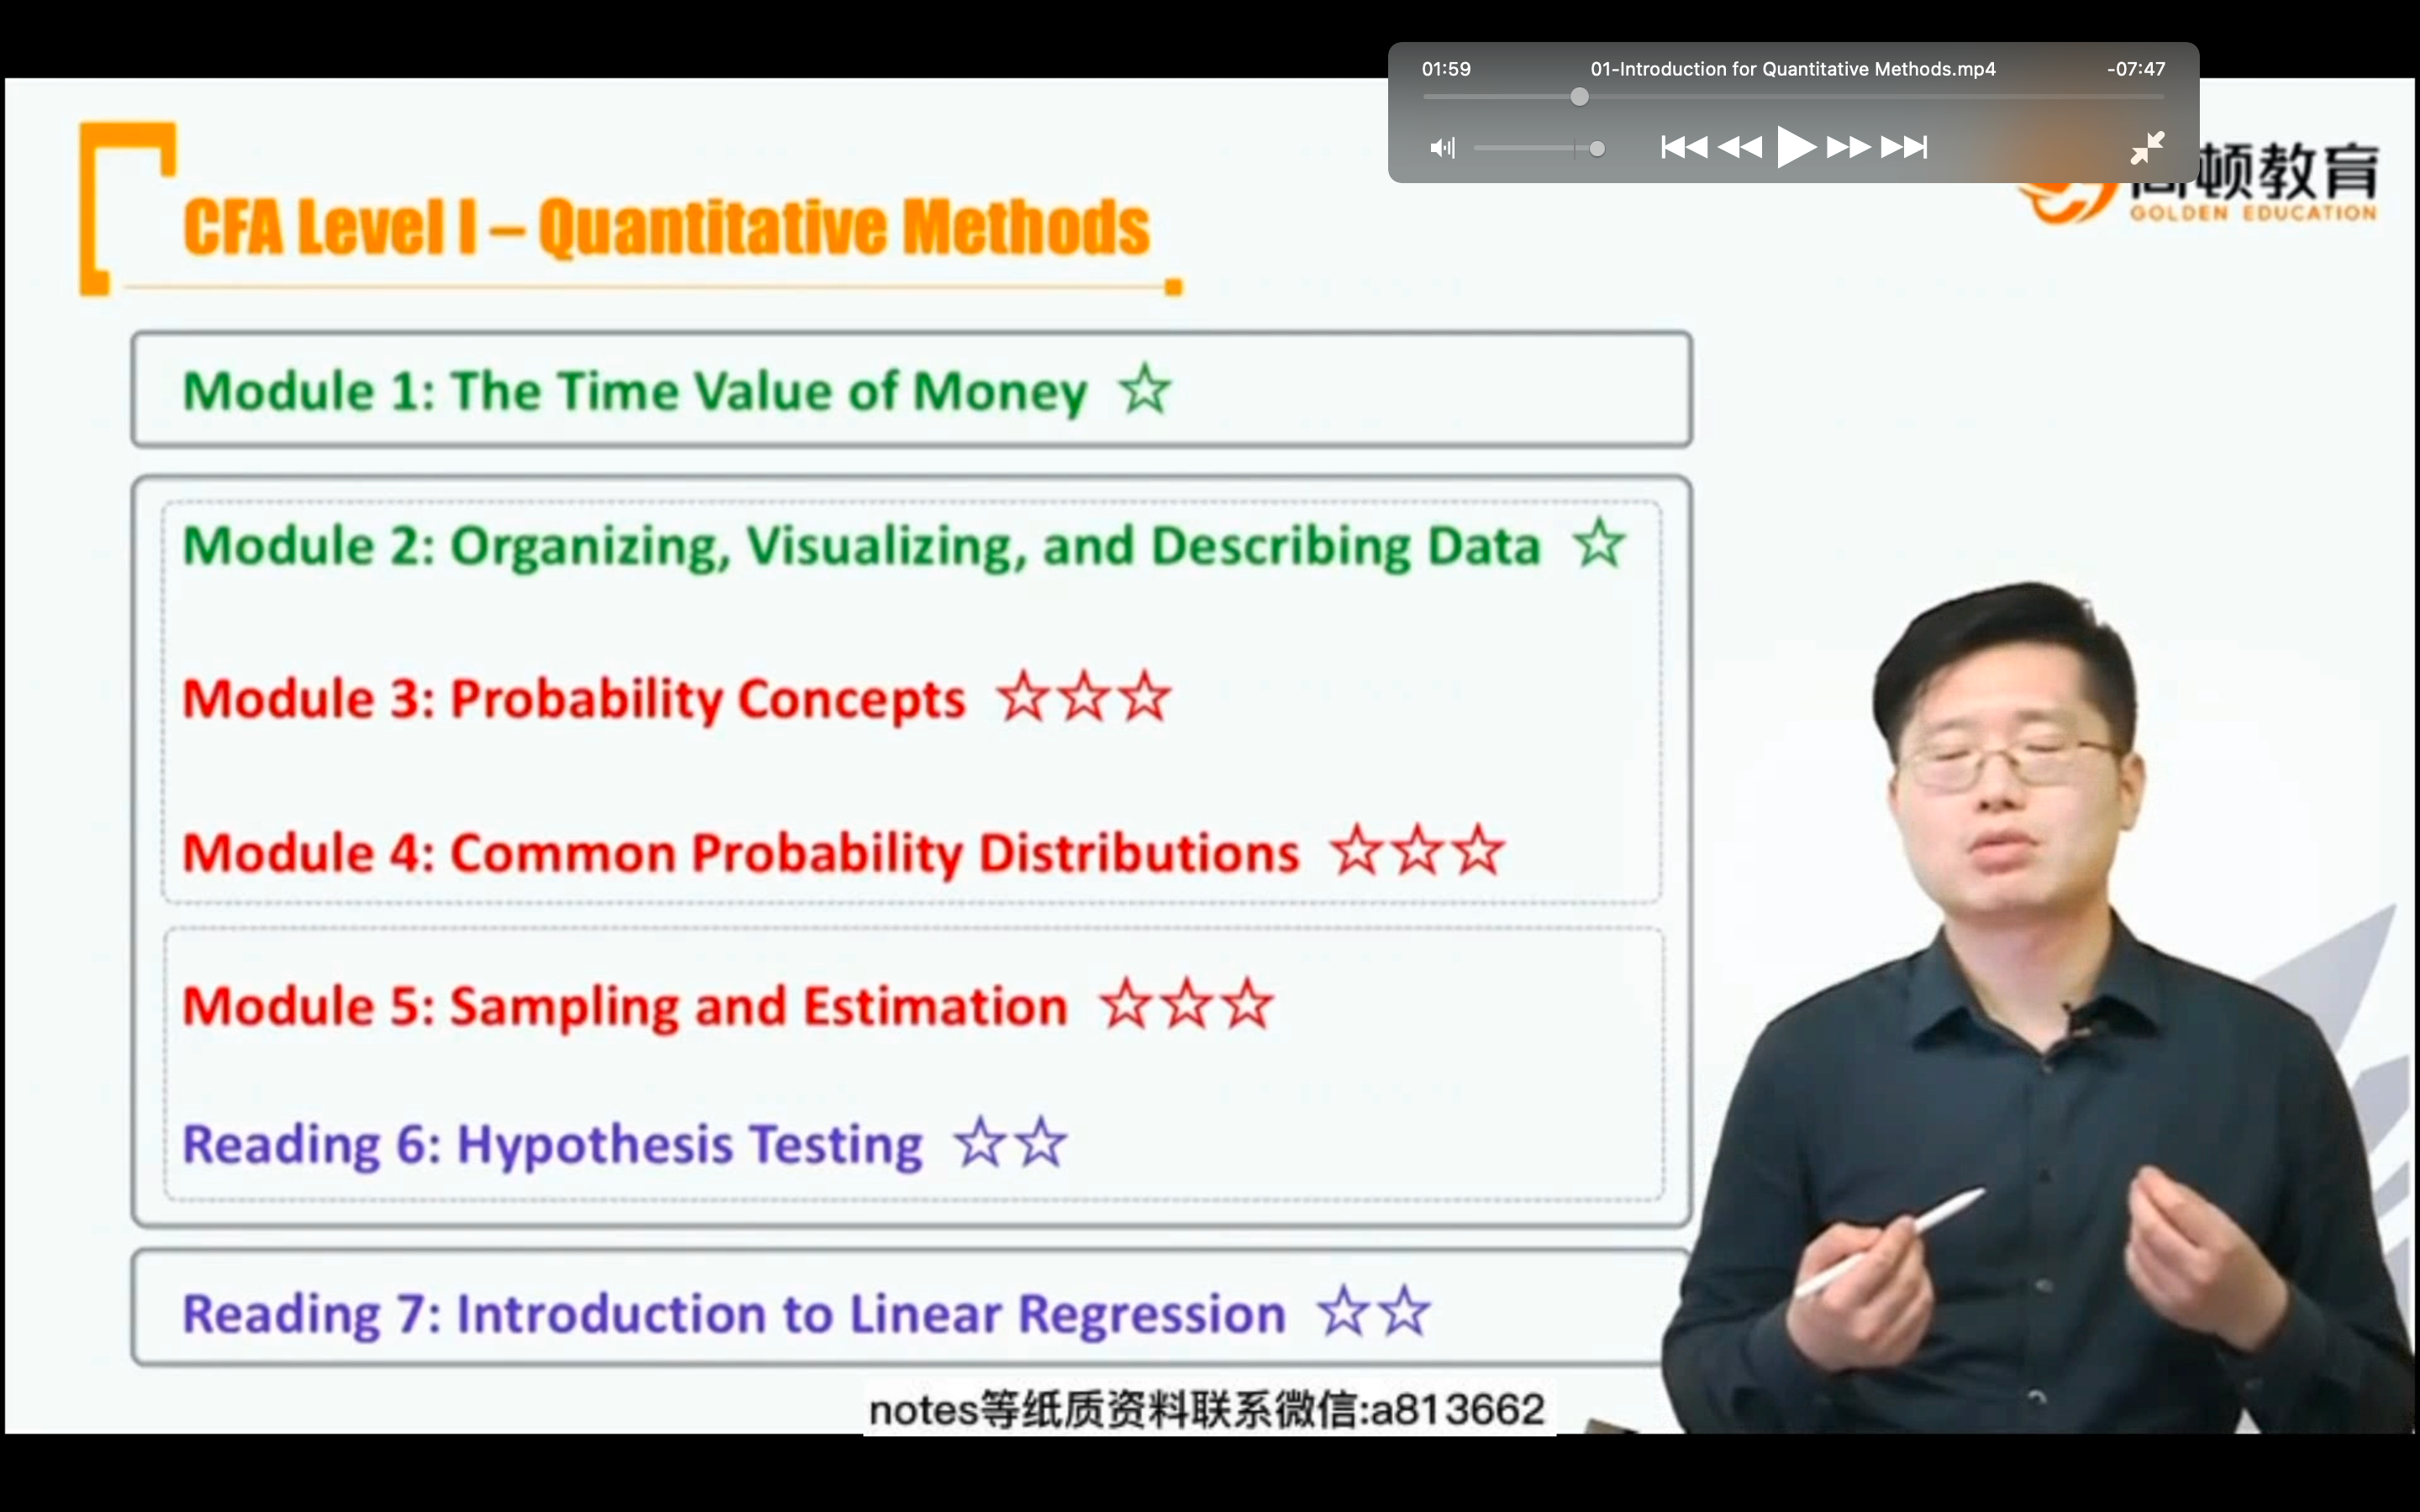 01:59 01-Introduction for Quantitative Methods.mp4 -07:47
顿教育
GOLDEN EDUCATION
CFA Level I – Quantitative Methods
Module 1: The Time Value of Money ☆
Module 2: Organizing, Visualizing, and Describing Data ☆
Module 3: Probability Concepts ☆☆☆
Module 4: Common Probability Distributions ☆☆☆
Module 5: Sampling and Estimation ☆☆☆
Reading 6: Hypothesis Testing ☆☆
Reading 7: Introduction to Linear Regression ☆☆
notes等纸质资料联系微信:a813662